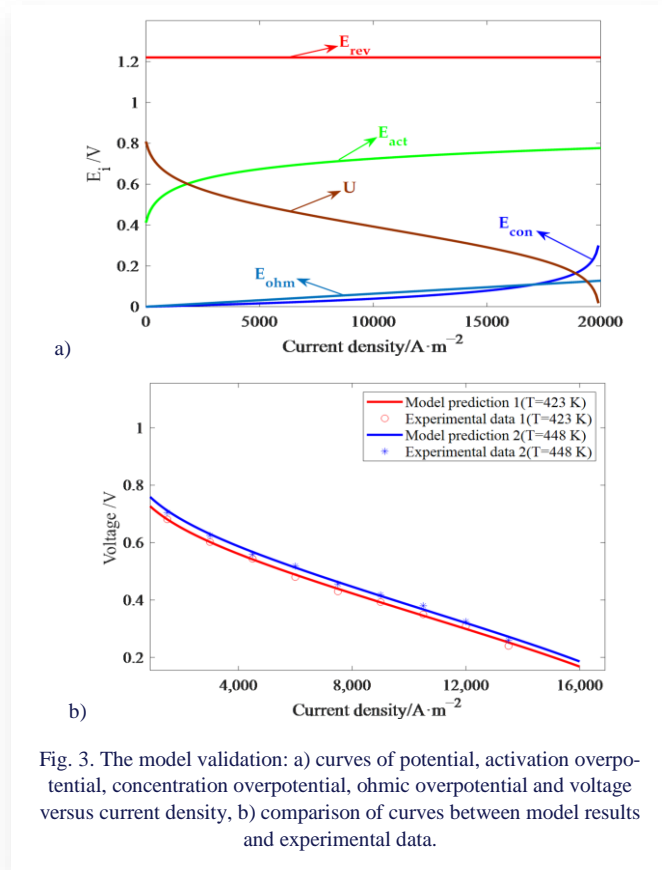 E_rev
1.2
1
E_act
0.8
E_i /V
0.6
U
0.4
E_con
0.2
E_ohm
0
0 5000 10000 15000 20000
a) Current density/A·m⁻²
Model prediction 1(T=423 K)
Experimental data 1(T=423 K)
Model prediction 2(T=448 K)
Experimental data 2(T=448 K)
1
0.8
Voltage /V
0.6
0.4
0.2
4,000 8,000 12,000 16,000
b) Current density/A·m⁻²
Fig. 3. The model validation: a) curves of potential, activation overpo-
tential, concentration overpotential, ohmic overpotential and voltage
versus current density, b) comparison of curves between model results
and experimental data.